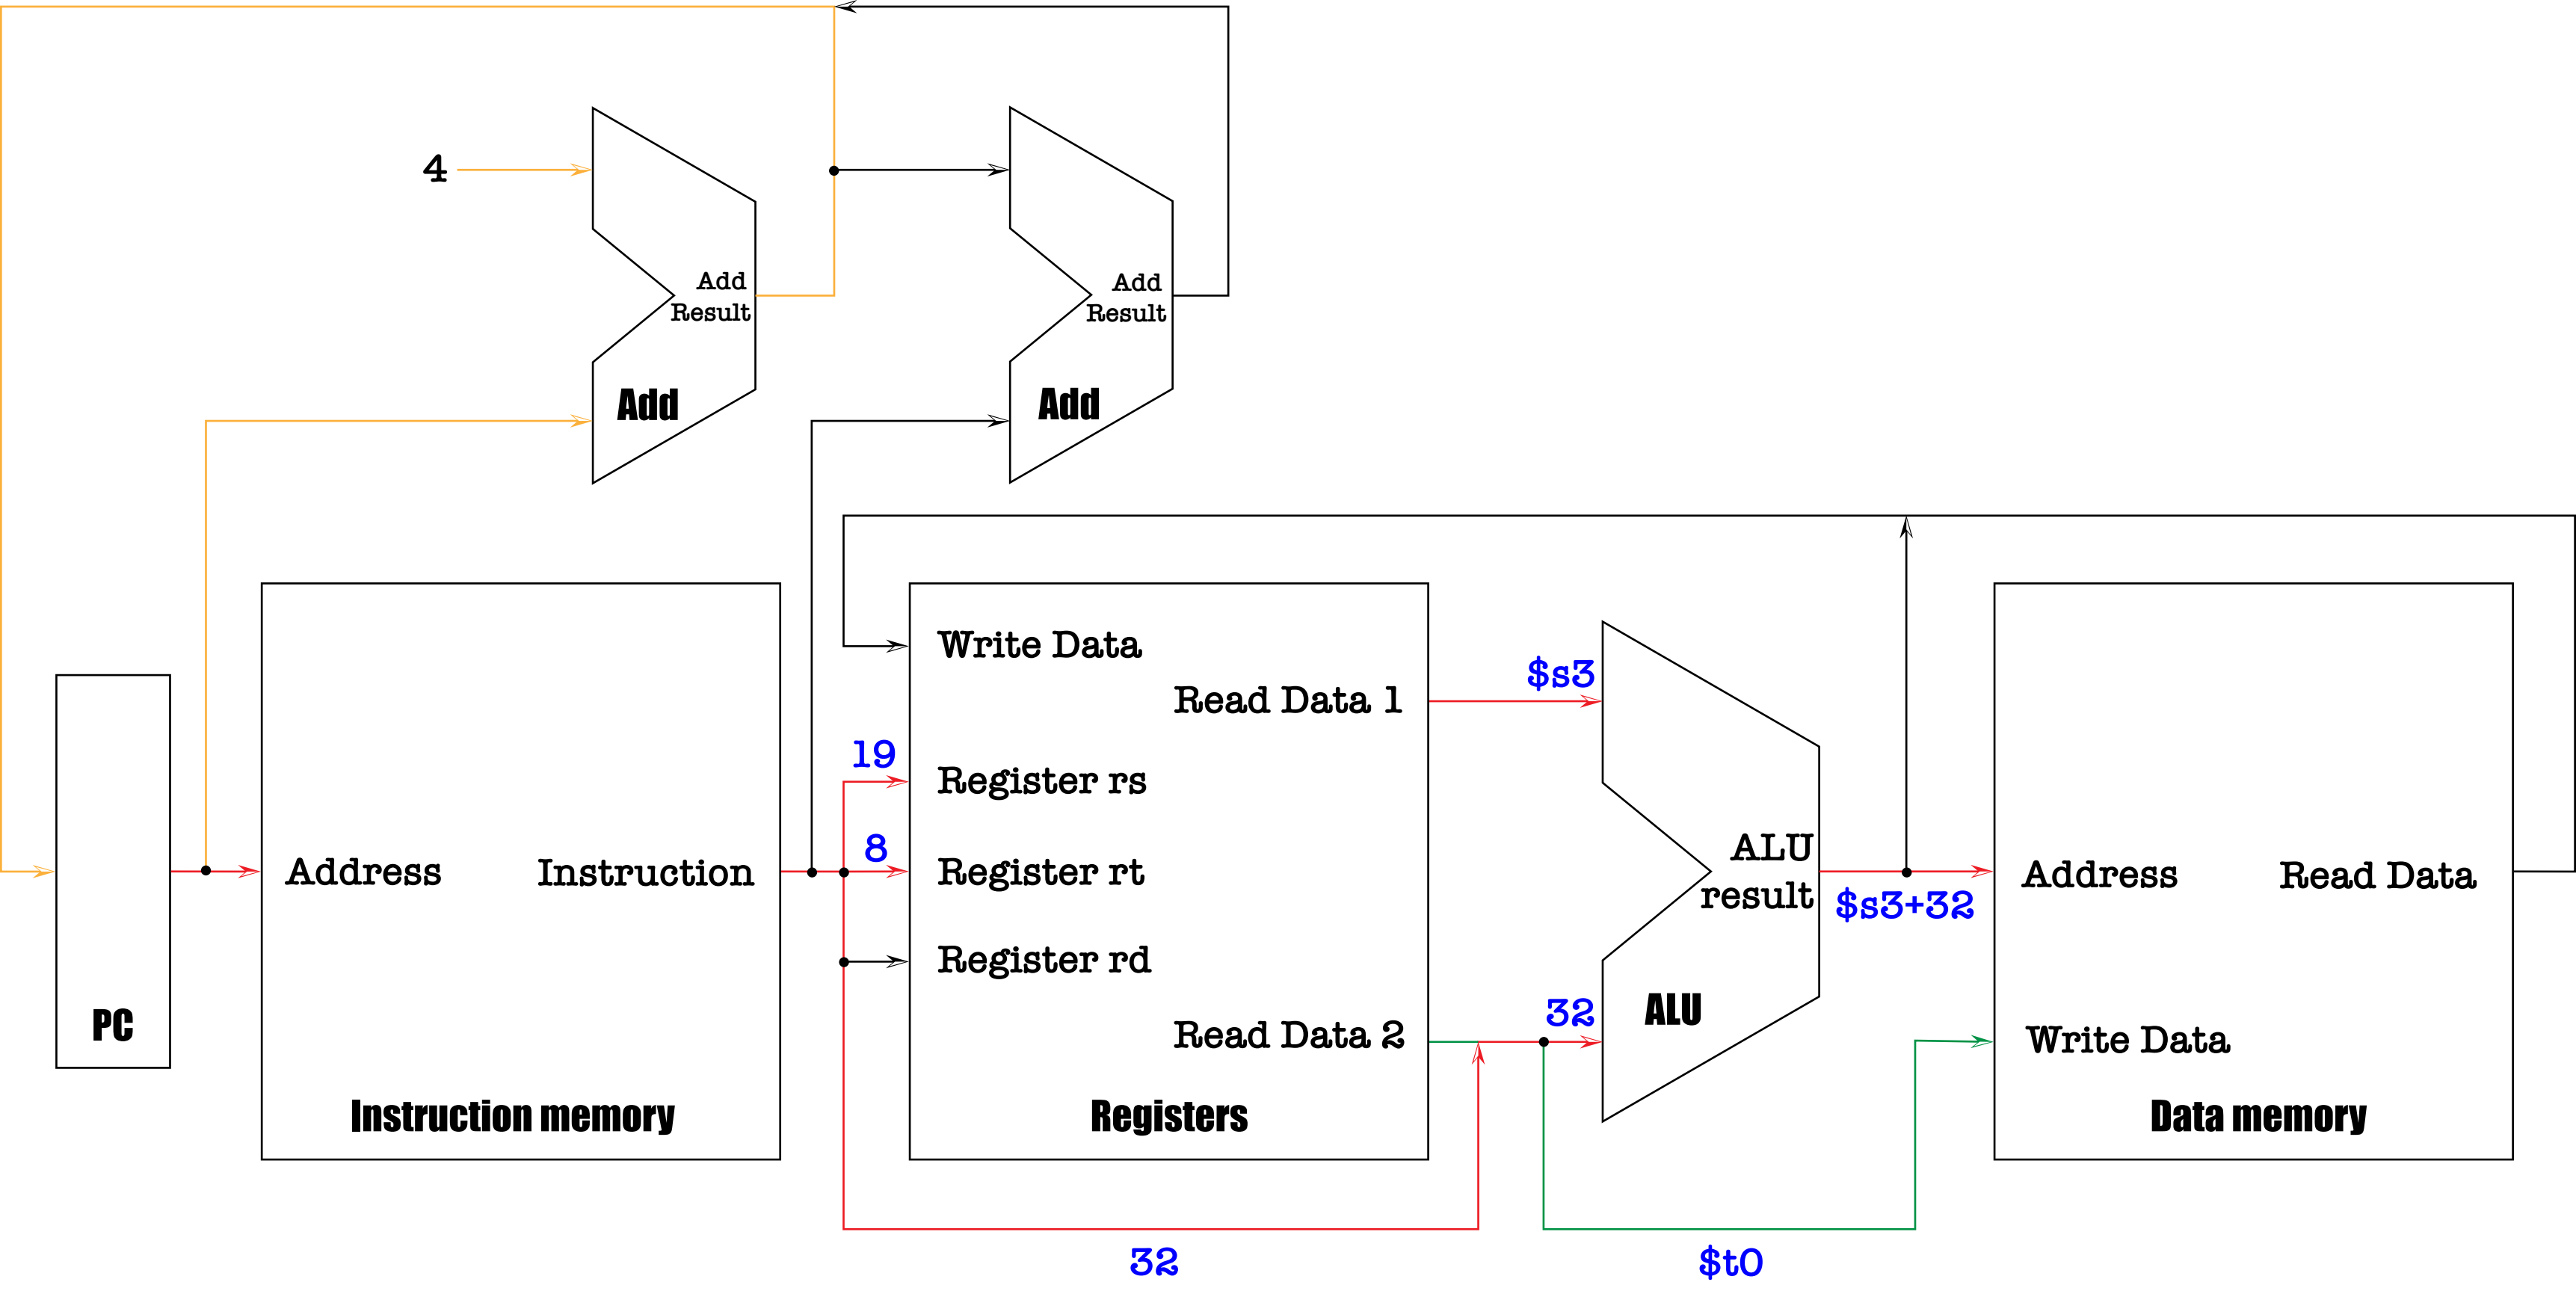 4
Add
Result
Add
Add
Result
Add
Write Data
Read Data 1
$s3
19
Register rs
8
Register rt
Register rd
Read Data 2
32
Registers
PC
Address
Instruction
Instruction memory
ALU
result
ALU
$s3+32
Address
Read Data
Write Data
Data memory
32
$t0